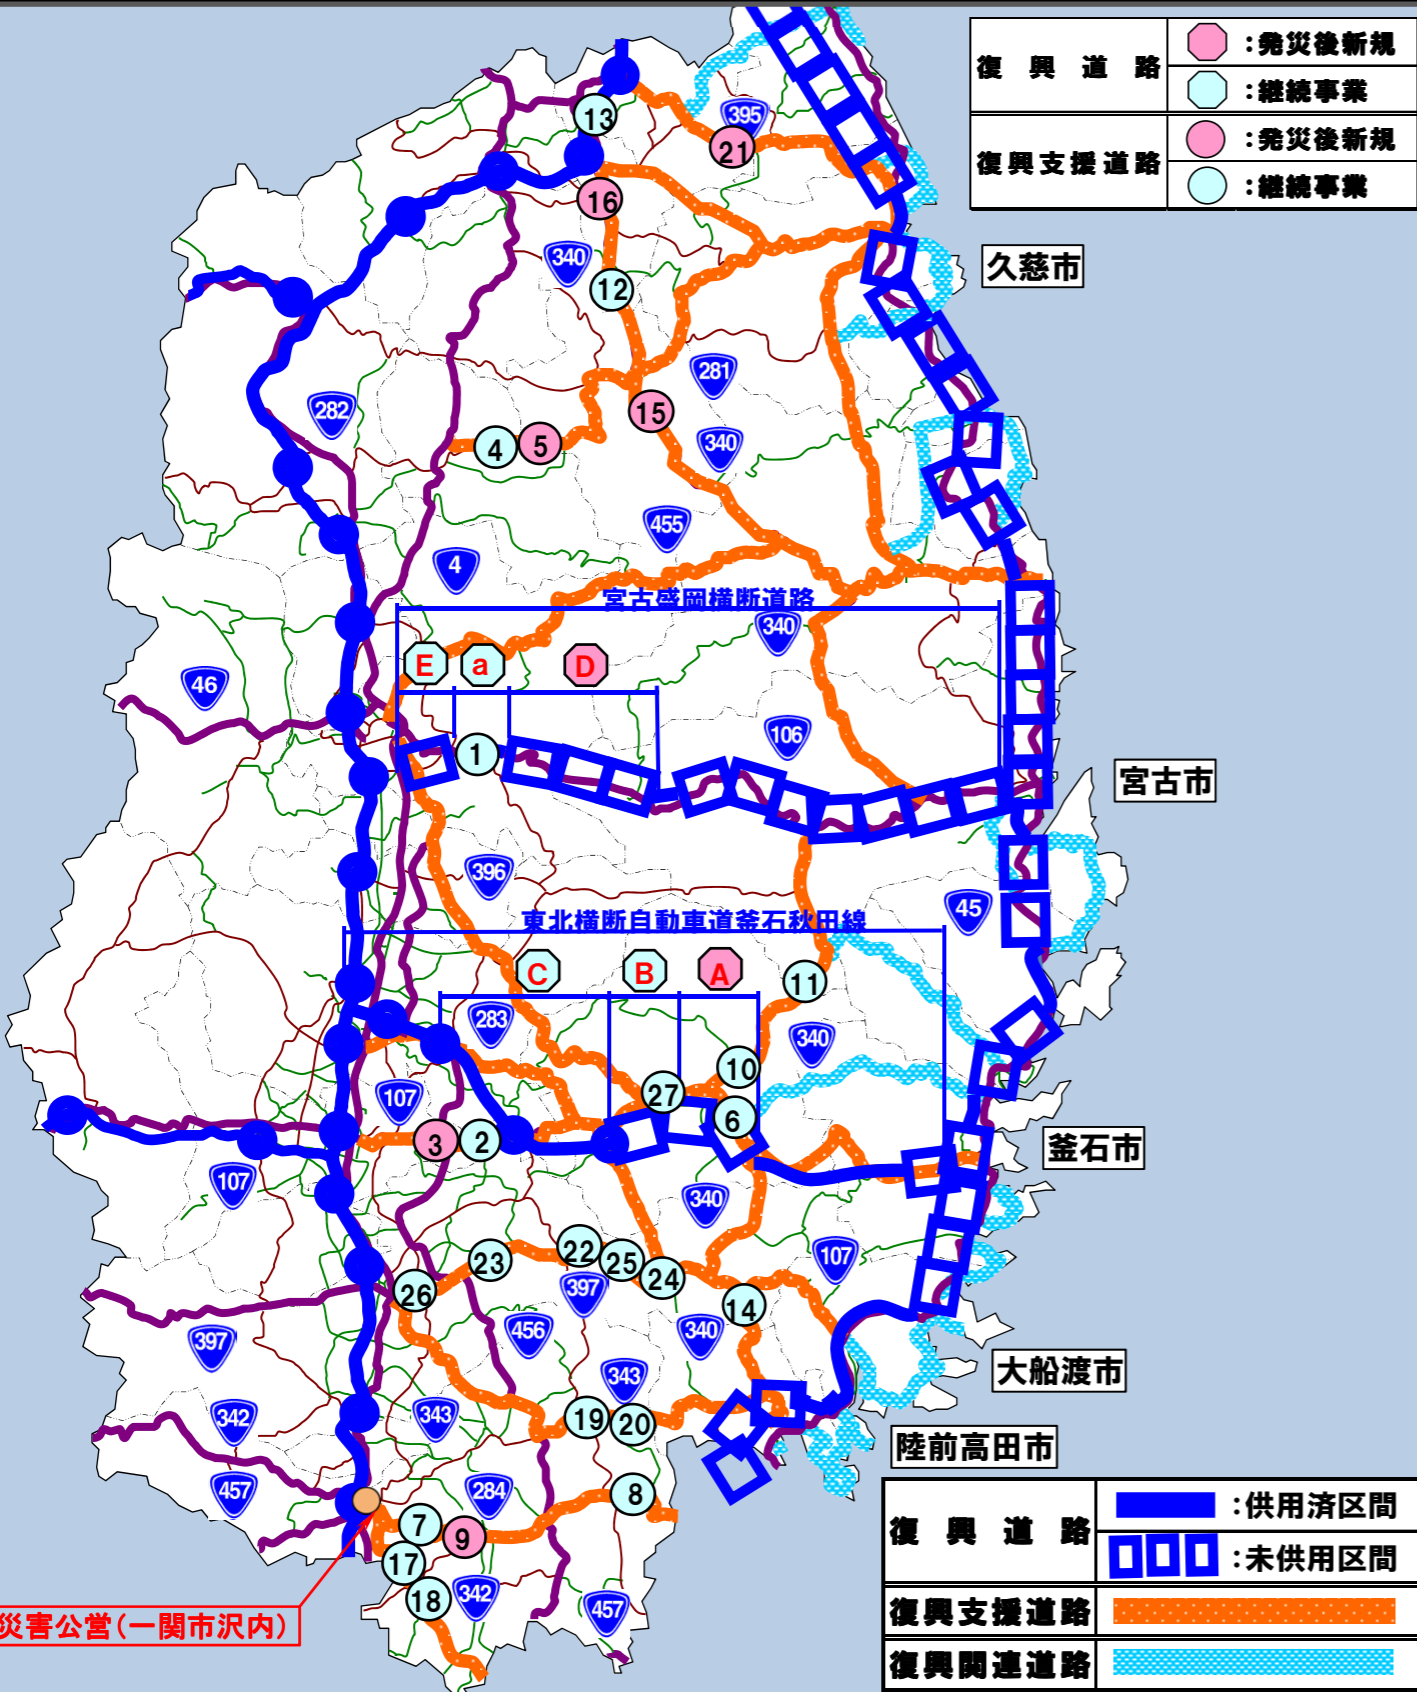 復興道路
:発災後新規
:継続事業
復興支援道路
:発災後新規
:継続事業
13
395
21
16
340
12
久慈市
282
281
15
340
4
5
455
4
宮古盛岡横断道路
340
E
a
D
46
106
1
宮古市
396
45
東北横断自動車道釜石秋田線
C
B
A
11
283
340
10
27
6
107
3
2
釜石市
107
340
107
23
22
25
24
26
397
14
456
340
397
343
大船渡市
342
343
19
20
陸前高田市
457
284
8
7
9
17
18
342
457
災害公営(一関市沢内)
復興道路
:供用済区間
:未供用区間
復興支援道路
復興関連道路